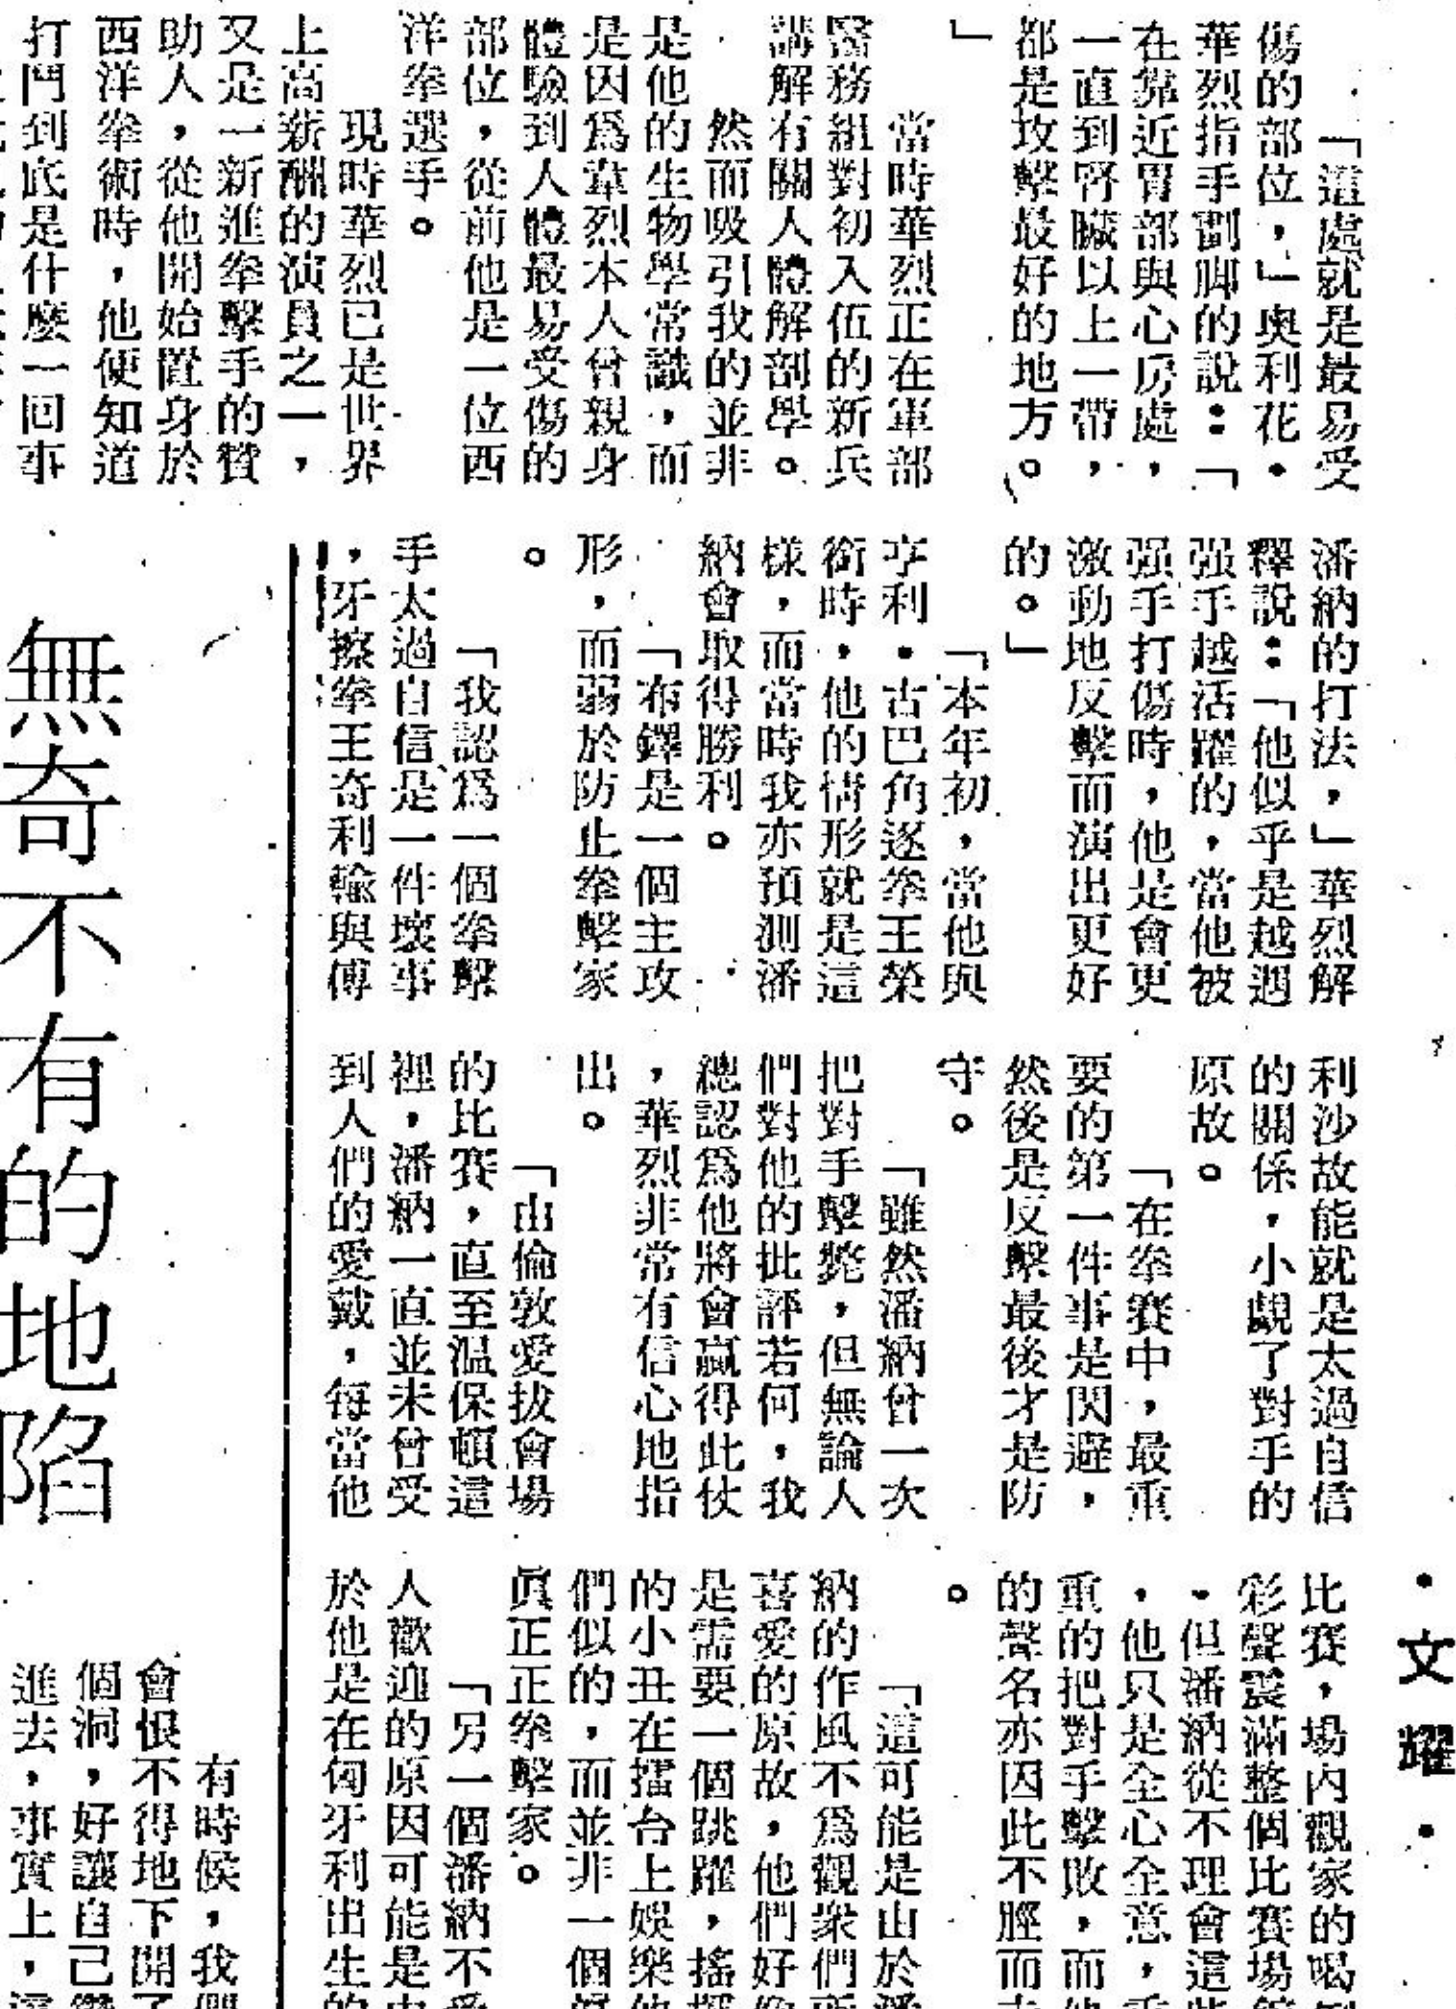 ・文耀・
「這處就是最易受
傷的部位，」奧利花・
華烈指手劃脚的說：「
在靠近胃部與心房處，
一直到腎臟以上一帶，
都是攻擊最好的地方。
」
當時華烈正在軍部
醫務組對初入伍的新兵
講解有關人體解剖學。
然而吸引我的並非
是他的生物學常識，而
是因爲華烈本人曾親身
體驗到人體最易受傷的
部位，從前他是一位西
洋拳選手。
現時華烈已是世界
上高薪酬的演員之一，
又是一新進拳擊手的贊
助人，從他開始置身於
西洋拳術時，他便知道
打鬥到底是什麽一回事
潘納的打法，」華烈解
釋說：「他似乎是越遇
强手越活躍的，當他被
强手打傷時，他是會更
激動地反擊而演出更好
的。」
「本年初，當他與
亨利・古巴角逐拳王榮
銜時，他的情形就是這
樣，而當時我亦預測潘
納會取得勝利。
「布鐸是一個主攻
形，而弱於防止拳擊家
。
「我認爲一個拳擊
手太過自信是一件壞事
，牙擦拳王奇利輸與傅
利沙故能就是太過自信
的關係，小覷了對手的
原故。
「在拳賽中，最重
要的第一件事是閃避，
然後是反擊最後才是防
守。
「雖然潘納曾一次
把對手擊斃，但無論人
們對他的批評若何，我
總認爲他將會贏得此仗
，華烈非常有信心地指
出。
「由倫敦愛拔會場
的比賽，直至温保頓這
裡，潘納一直並未曾受
到人們的愛戴，每當他
比賽，場內觀家的喝
彩聲震滿整個比賽場
，但潘納從不理會這些
，他只是全心全意，重
重的把對手擊敗，而他
的聲名亦因此不脛而走
。
「這可能是由於潘
納的作風不爲觀衆們所
喜愛的原故，他們好像
是需要一個跳躍，搖擺
的小丑在擂台上娛樂他
們似的，而並非一個
眞正正拳擊家。
「另一個潘納不受
人歡迎的原因可能是由
於他是在匈牙利出生的
無奇不有的地陷
有時候，我們
會恨不得地下開了
個洞，好讓自己鑽
進去，事實上，這